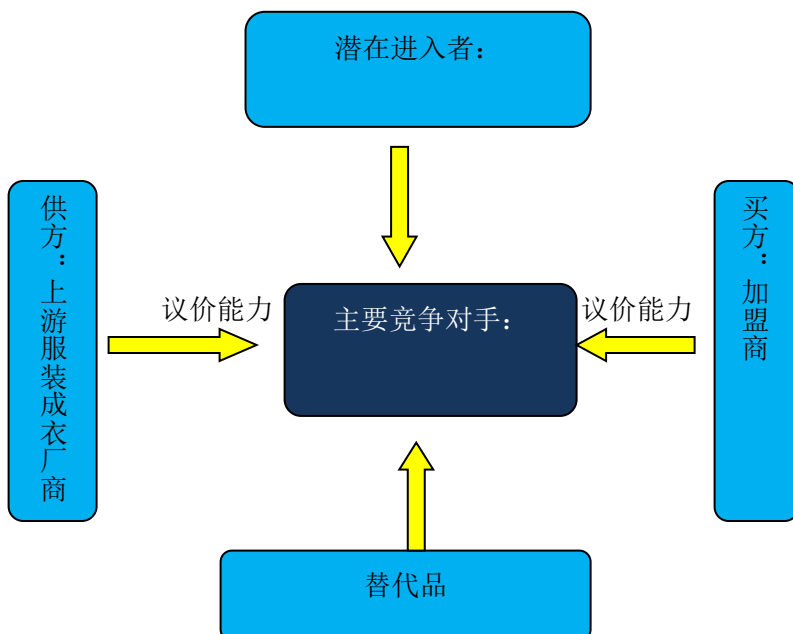 潜在进入者：
供方：上游服装成衣厂商
议价能力
主要竞争对手：
议价能力
买方：加盟商
替代品